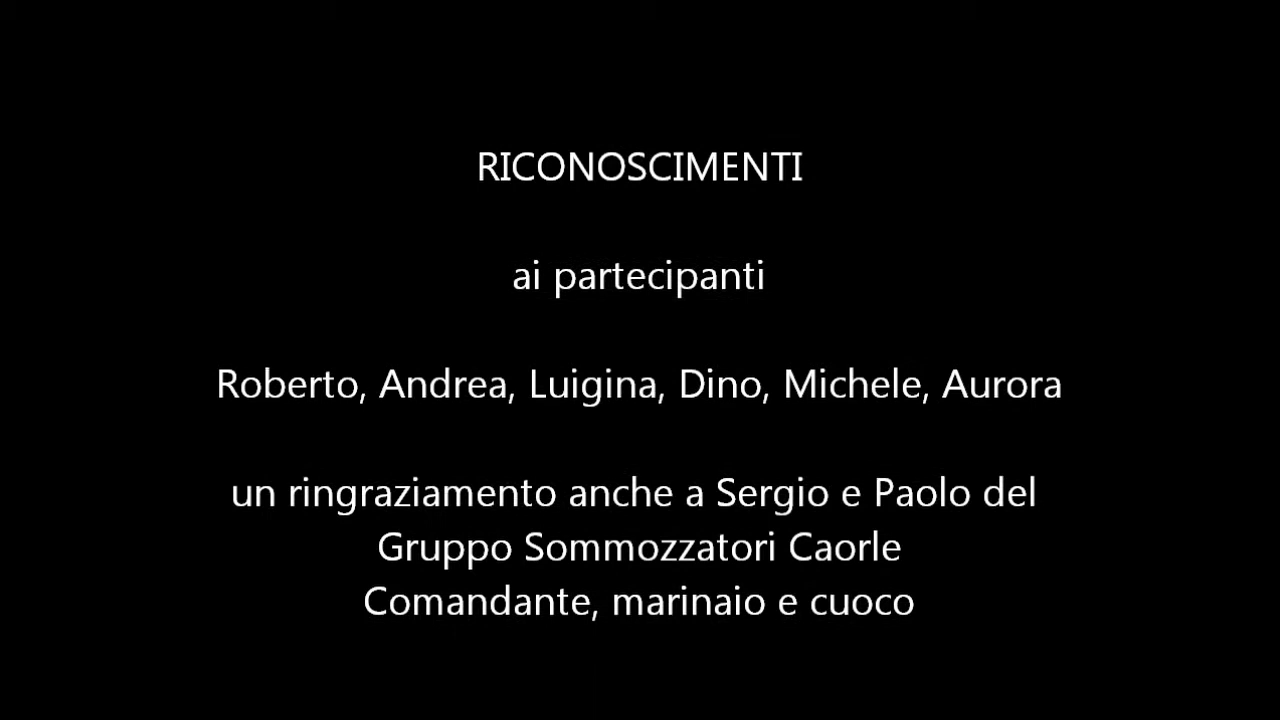 RICONOSCIMENTI
ai partecipanti
Roberto, Andrea, Luigina, Dino, Michele, Aurora
un ringraziamento anche a Sergio e Paolo del
Gruppo Sommozzatori Caorle
Comandante, marinaio e cuoco